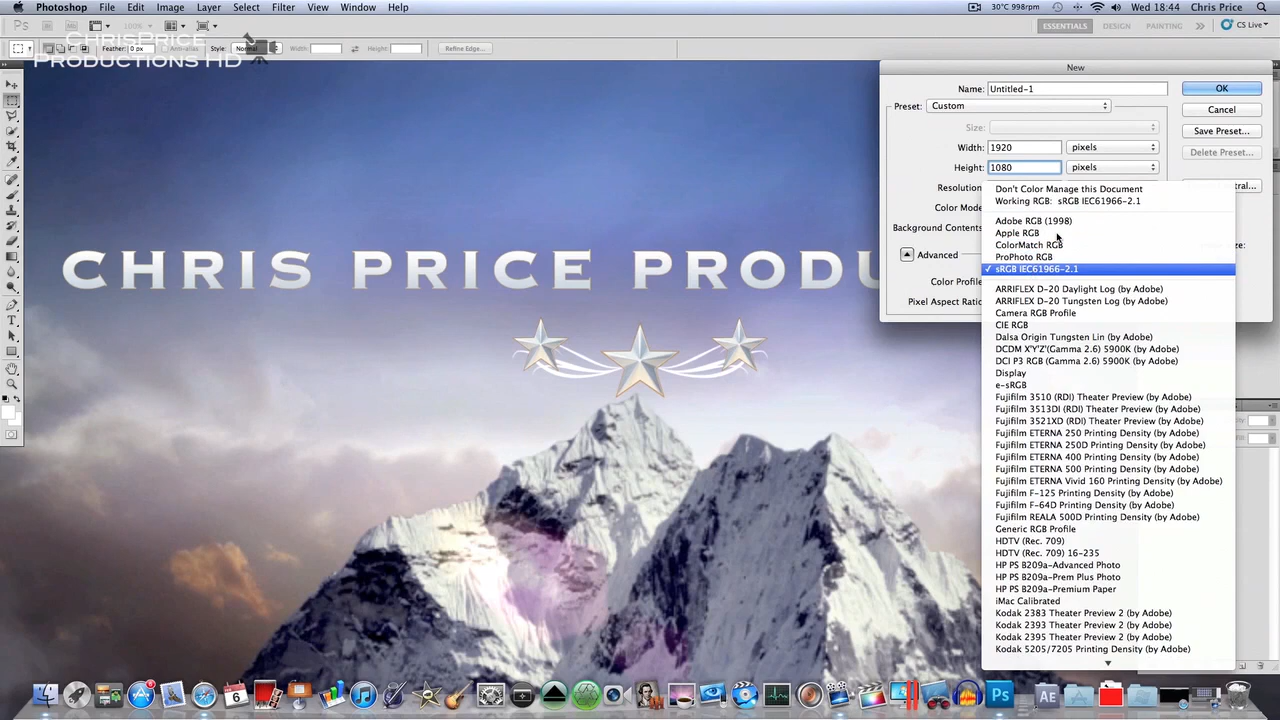 Photoshop File Edit Image Layer Select Filter View Window Help
30°C 998rpm Wed 18:44 Chris Price
Ps ESSENTIALS DESIGN PAINTING CS Live
Feather: 0 px Anti-alias Style: Normal Width: Height: Refine Edge...
CHRISPRICE
PRODUCTIONS HD
CHRIS PRICE PRODU
New
Name: Untitled-1
OK
Preset: Custom
Cancel
Size:
Save Preset...
Width: 1920 pixels
Delete Preset...
Height: 1080 pixels
Resolution
Color Mode
Background Contents
Advanced
Color Profile
Pixel Aspect Ratio
Don't Color Manage this Document
Working RGB: sRGB IEC61966-2.1
Adobe RGB (1998)
Apple RGB
ColorMatch RGB
ProPhoto RGB
✓ sRGB IEC61966-2.1
ARRIFLEX D-20 Daylight Log (by Adobe)
ARRIFLEX D-20 Tungsten Log (by Adobe)
Camera RGB Profile
CIE RGB
Dalsa Origin Tungsten Lin (by Adobe)
DCDM X'Y'Z'(Gamma 2.6) 5900K (by Adobe)
DCI P3 RGB (Gamma 2.6) 5900K (by Adobe)
Display
e-sRGB
Fujifilm 3510 (RDI) Theater Preview (by Adobe)
Fujifilm 3513DI (RDI) Theater Preview (by Adobe)
Fujifilm 3521XD (RDI) Theater Preview (by Adobe)
Fujifilm ETERNA 250 Printing Density (by Adobe)
Fujifilm ETERNA 250D Printing Density (by Adobe)
Fujifilm ETERNA 400 Printing Density (by Adobe)
Fujifilm ETERNA 500 Printing Density (by Adobe)
Fujifilm ETERNA Vivid 160 Printing Density (by Adobe)
Fujifilm F-125 Printing Density (by Adobe)
Fujifilm F-64D Printing Density (by Adobe)
Fujifilm REALA 500D Printing Density (by Adobe)
Generic RGB Profile
HDTV (Rec. 709)
HDTV (Rec. 709) 16-235
HP PS B209a-Advanced Photo
HP PS B209a-Prem Plus Photo
HP PS B209a-Premium Paper
iMac Calibrated
Kodak 2383 Theater Preview 2 (by Adobe)
Kodak 2393 Theater Preview 2 (by Adobe)
Kodak 2395 Theater Preview 2 (by Adobe)
Kodak 5205/7205 Printing Density (by Adobe)
6
Ps
Ae